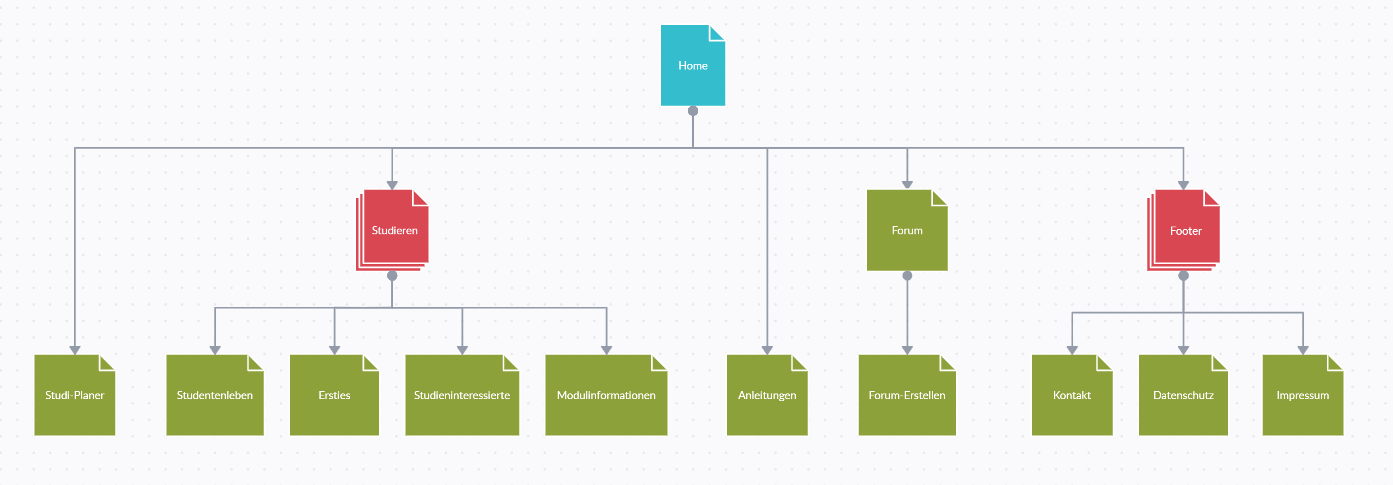 Home
Studieren
Forum
Footer
Studi-Planer
Studentenleben
Ersties
Studieninteressierte
Modulinformationen
Anleitungen
Forum-Erstellen
Kontakt
Datenschutz
Impressum